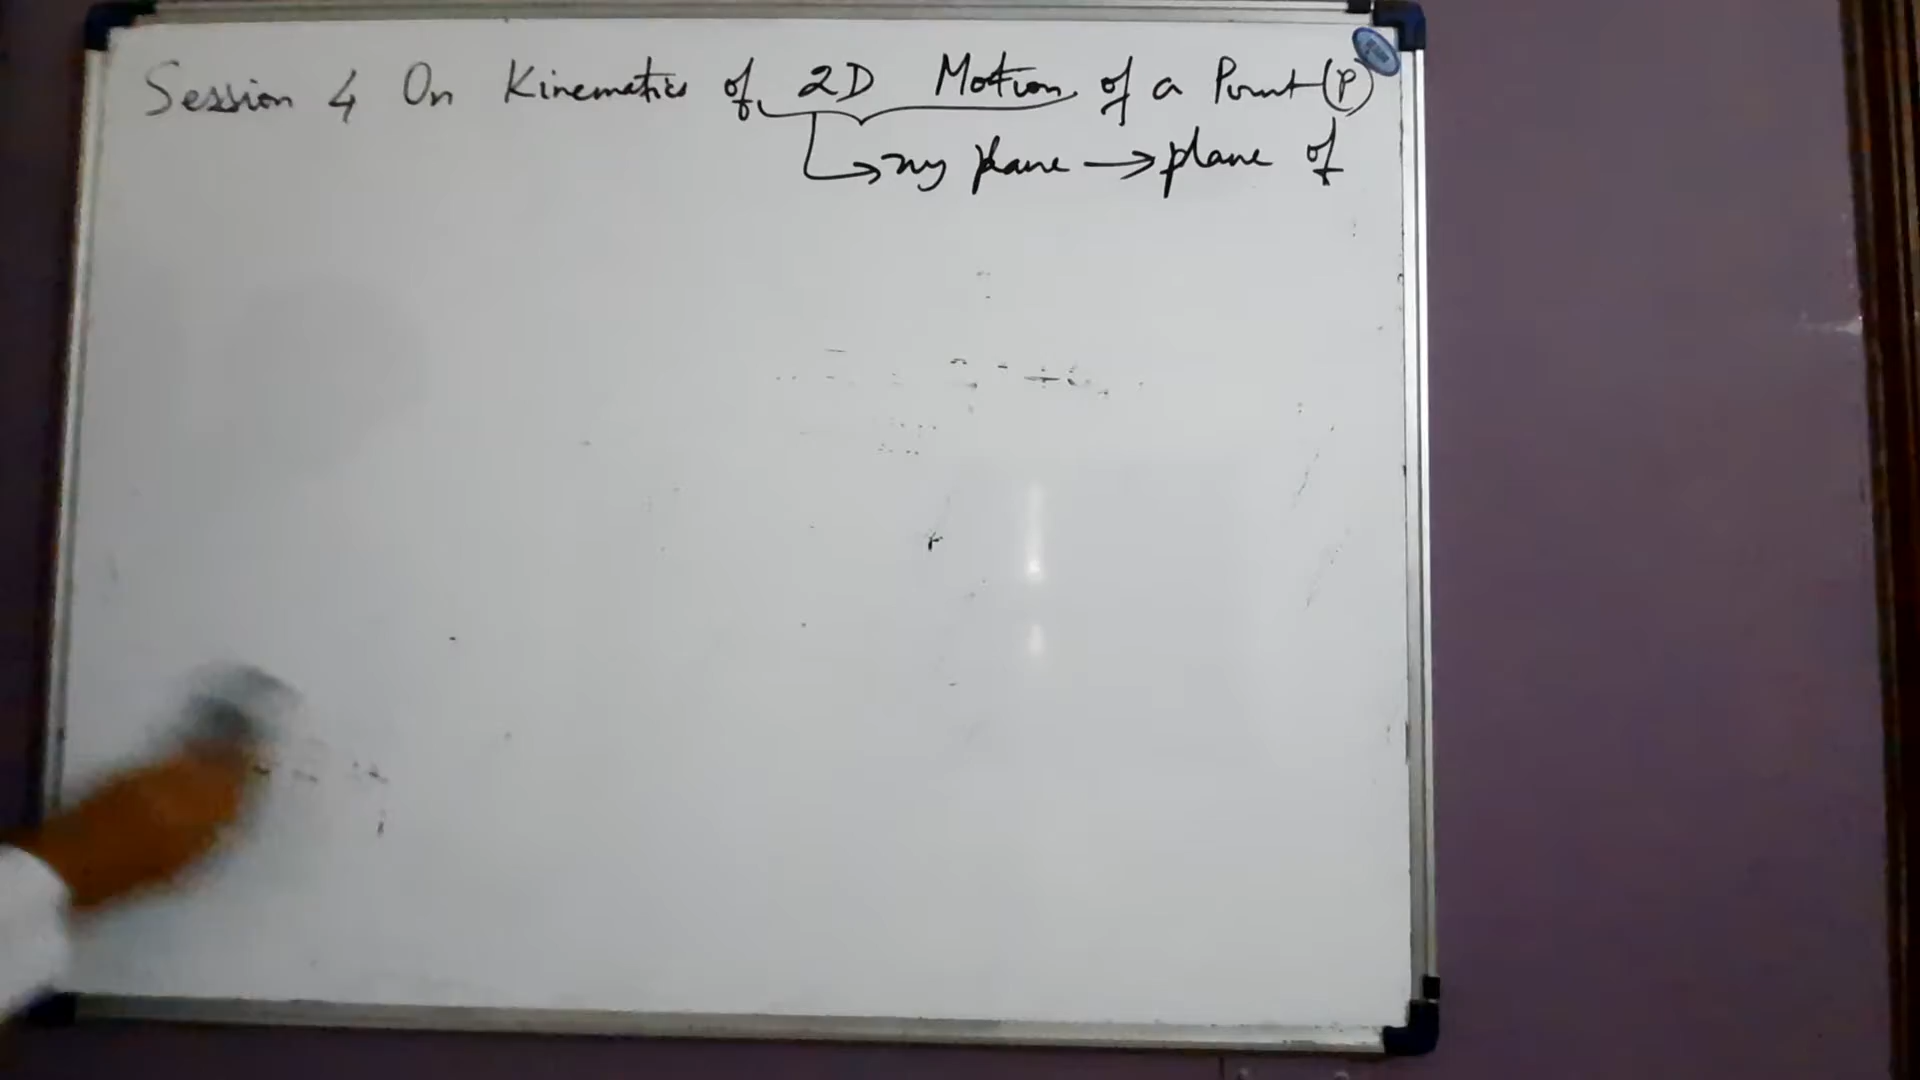 Session 4 On Kinematics of 2D Motion of a Point (P)
xy plane → plane of